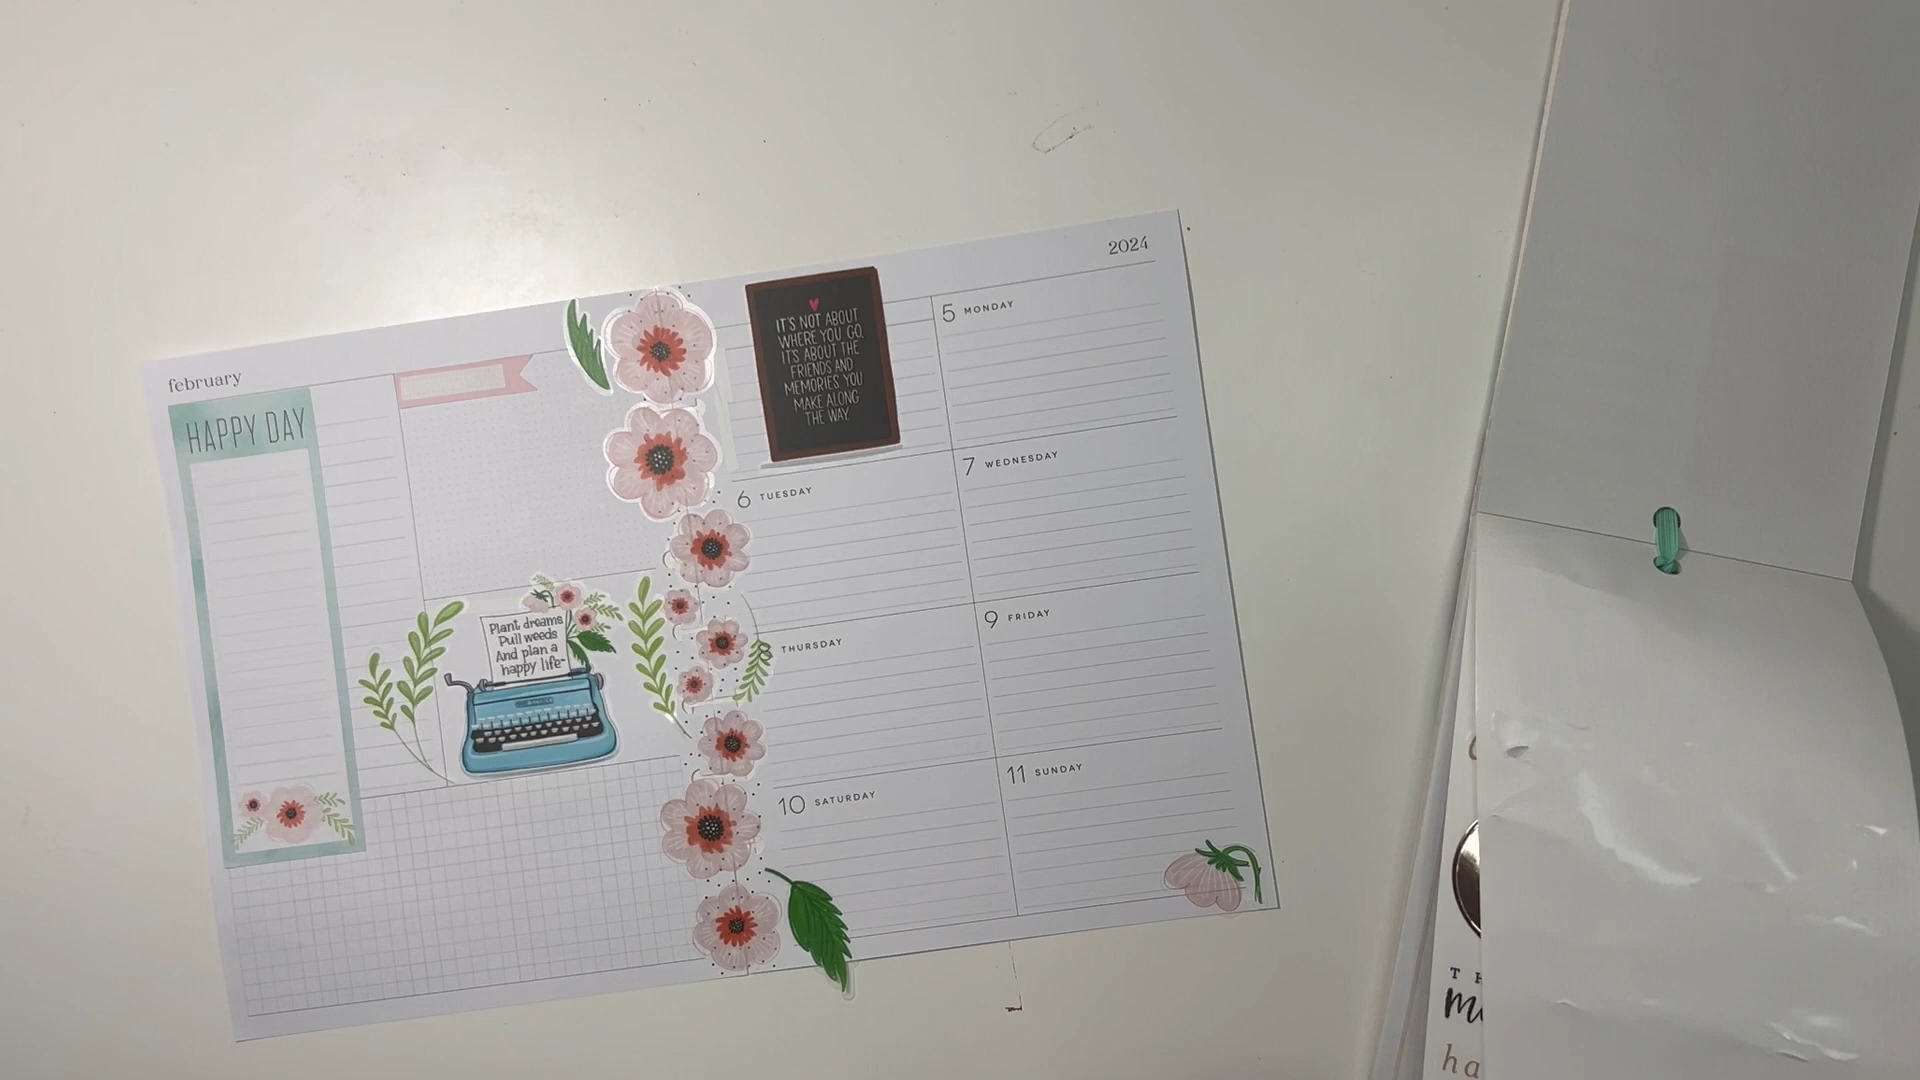 february
HAPPY DAY
Plant dreams
Pull weeds
And plan a
happy life-
2024
IT'S NOT ABOUT
WHERE YOU GO.
IT'S ABOUT THE
FRIENDS AND
MEMORIES YOU
MAKE ALONG
THE WAY.
5 MONDAY
6 TUESDAY
7 WEDNESDAY
8 THURSDAY
9 FRIDAY
10 SATURDAY
11 SUNDAY
ha